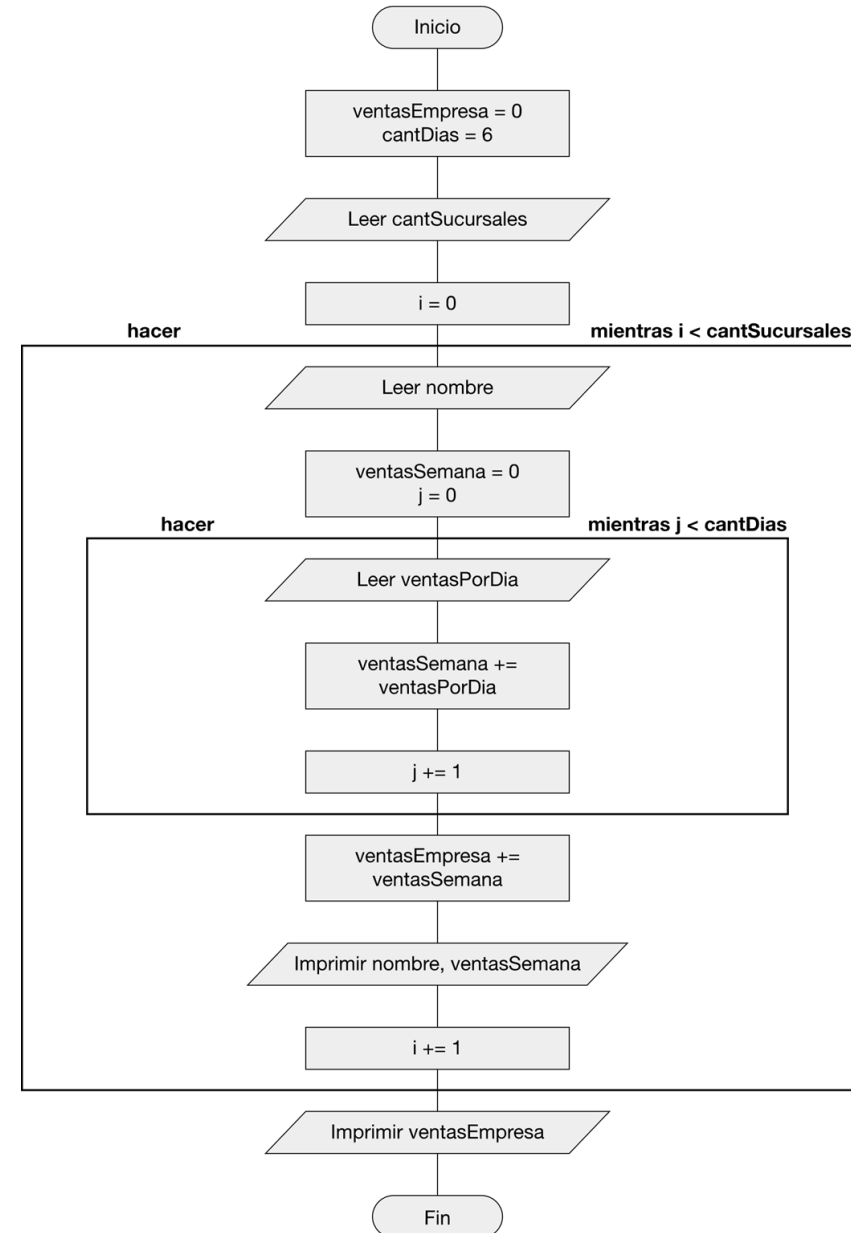 Inicio
ventasEmpresa = 0
cantDias = 6
Leer cantSucursales
i = 0
hacer
mientras i < cantSucursales
Leer nombre
ventasSemana = 0
j = 0
hacer
mientras j < cantDias
Leer ventasPorDia
ventasSemana +=
ventasPorDia
j += 1
ventasEmpresa +=
ventasSemana
Imprimir nombre, ventasSemana
i += 1
Imprimir ventasEmpresa
Fin